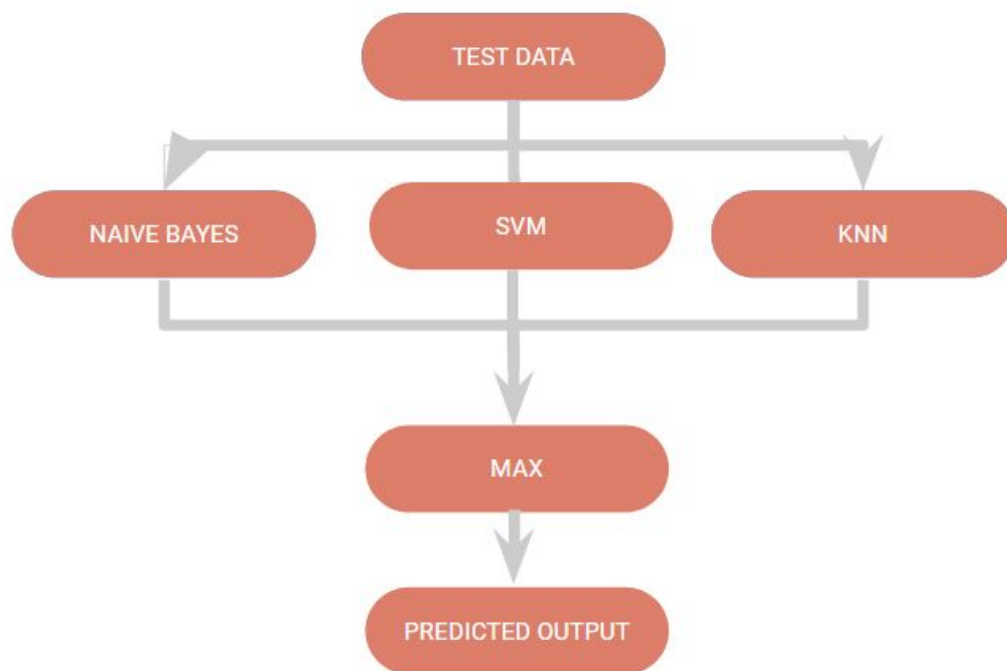 TEST DATA
NAIVE BAYES
SVM
KNN
MAX
PREDICTED OUTPUT